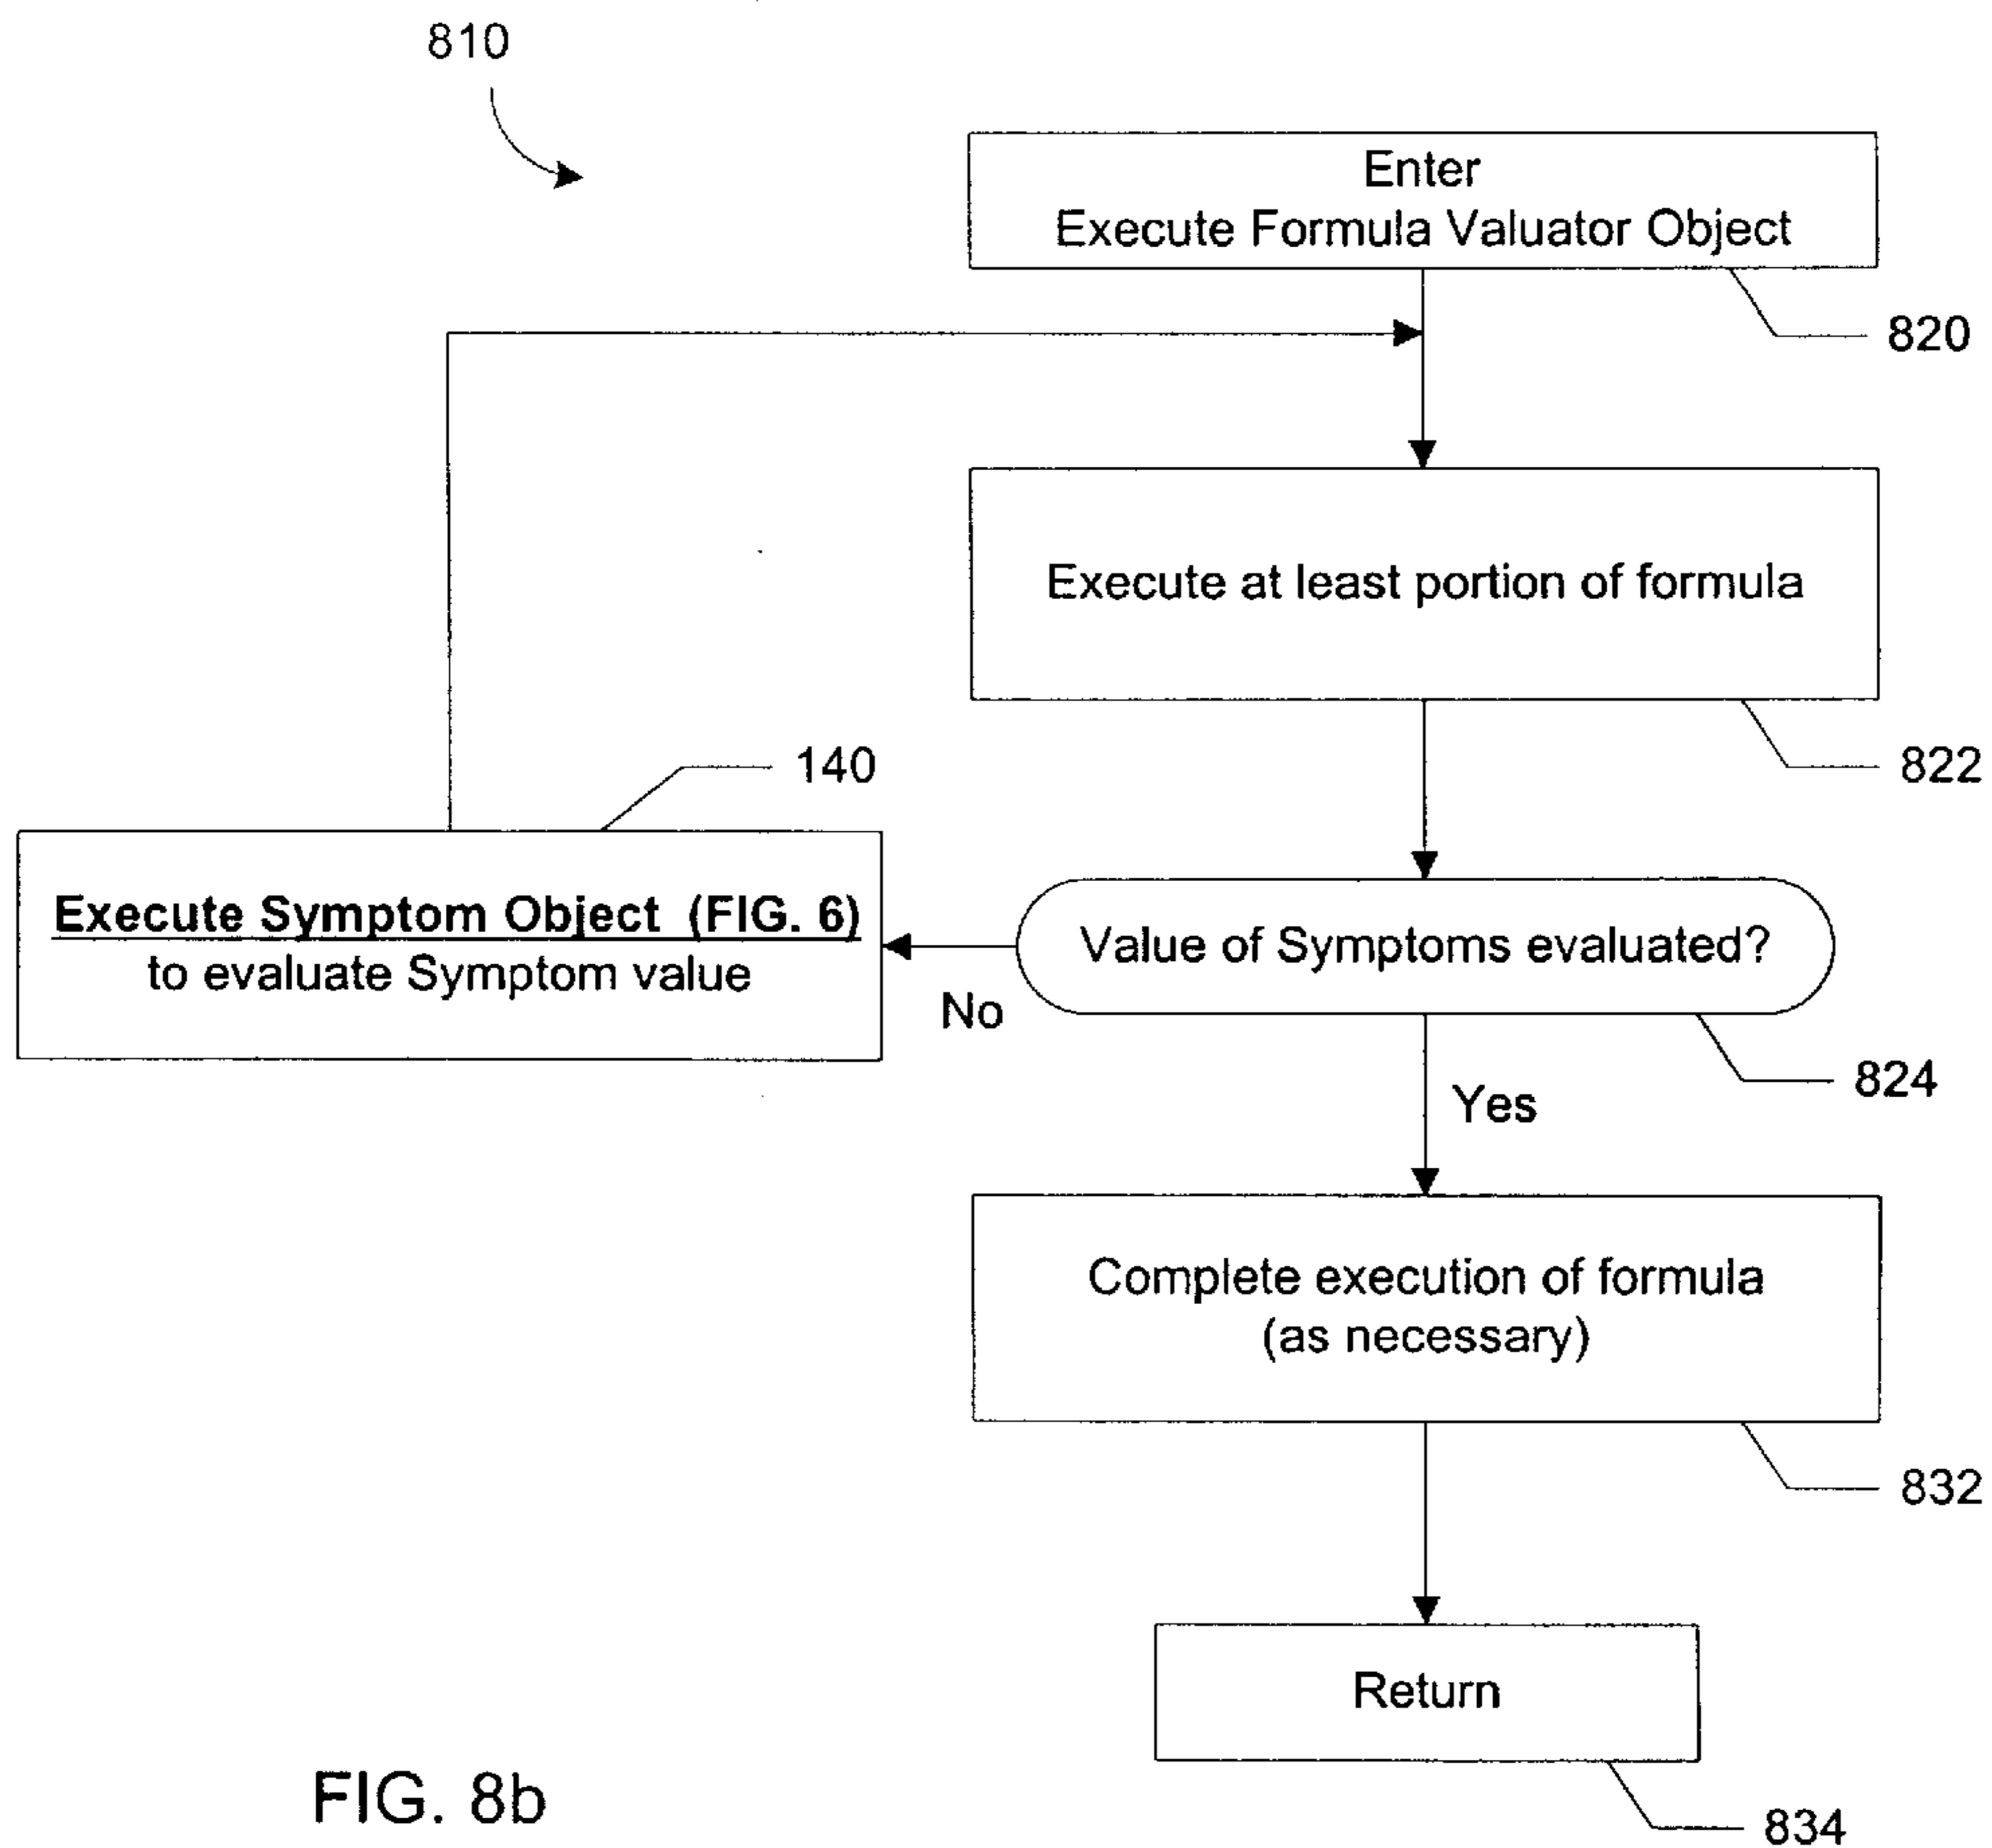 810
Enter
Execute Formula Valuator Object
820
Execute at least portion of formula
822
140
Execute Symptom Object (FIG. 6)
to evaluate Symptom value
Value of Symptoms evaluated?
No
824
Yes
Complete execution of formula
(as necessary)
832
Return
834
FIG. 8b